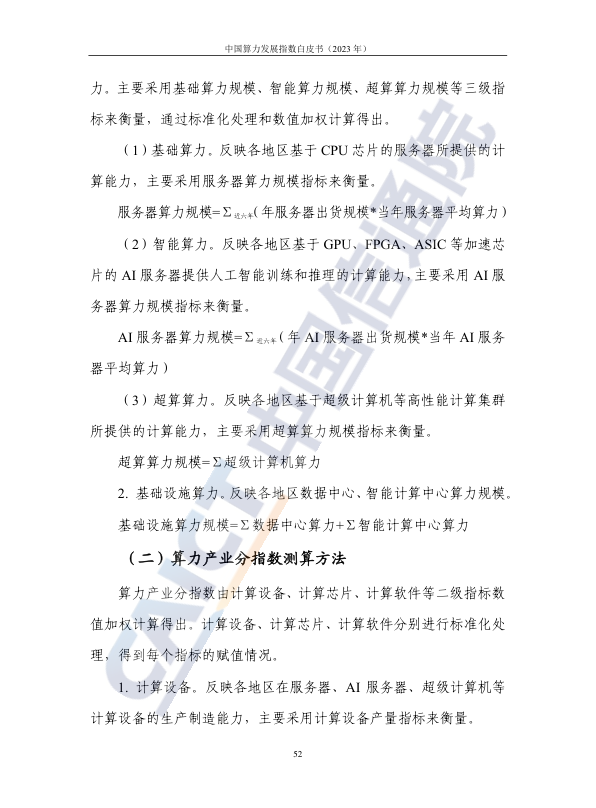 中国算力发展指数白皮书（2023 年）
力。主要采用基础算力规模、智能算力规模、超算算力规模等三级指
标来衡量，通过标准化处理和数值加权计算得出。
（1）基础算力。反映各地区基于 CPU 芯片的服务器所提供的计
算能力，主要采用服务器算力规模指标来衡量。
服务器算力规模=∑近六年(年服务器出货规模*当年服务器平均算力)
（2）智能算力。反映各地区基于 GPU、FPGA、ASIC 等加速芯
片的 AI 服务器提供人工智能训练和推理的计算能力,主要采用 AI 服
务器算力规模指标来衡量。
AI 服务器算力规模=∑近六年(年 AI 服务器出货规模*当年 AI 服务
器平均算力)
（3）超算算力。反映各地区基于超级计算机等高性能计算集群
所提供的计算能力，主要采用超算算力规模指标来衡量。
超算算力规模=∑超级计算机算力
2. 基础设施算力。反映各地区数据中心、智能计算中心算力规模。
基础设施算力规模=∑数据中心算力+∑智能计算中心算力
（二）算力产业分指数测算方法
算力产业分指数由计算设备、计算芯片、计算软件等二级指标数
值加权计算得出。计算设备、计算芯片、计算软件分别进行标准化处
理，得到每个指标的赋值情况。
1. 计算设备。反映各地区在服务器、AI 服务器、超级计算机等
计算设备的生产制造能力，主要采用计算设备产量指标来衡量。
52
CAICT 中国信通院